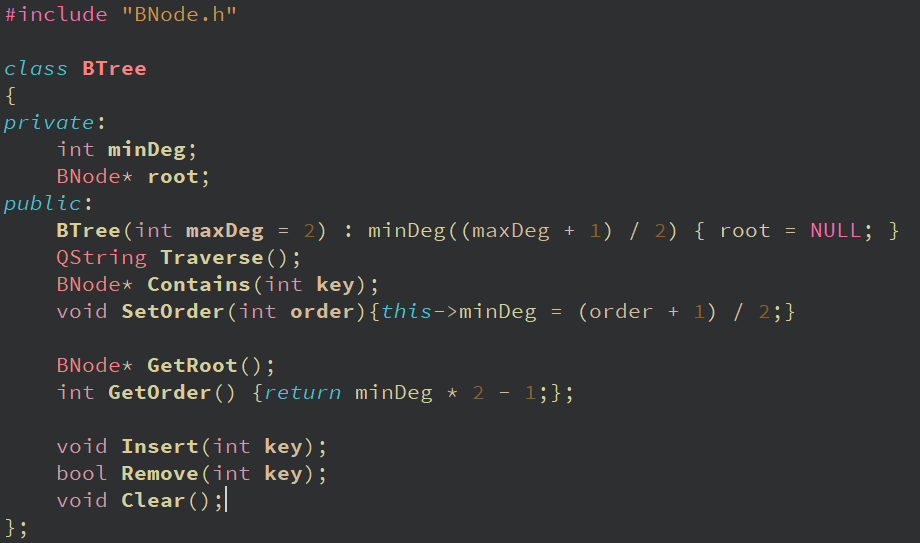 #include "BNode.h"
class BTree
{
private:
    int minDeg;
    BNode* root;
public:
    BTree(int maxDeg = 2) : minDeg((maxDeg + 1) / 2) { root = NULL; }
    QString Traverse();
    BNode* Contains(int key);
    void SetOrder(int order){this->minDeg = (order + 1) / 2;}
    BNode* GetRoot();
    int GetOrder() {return minDeg * 2 - 1;};
    void Insert(int key);
    bool Remove(int key);
    void Clear();
};